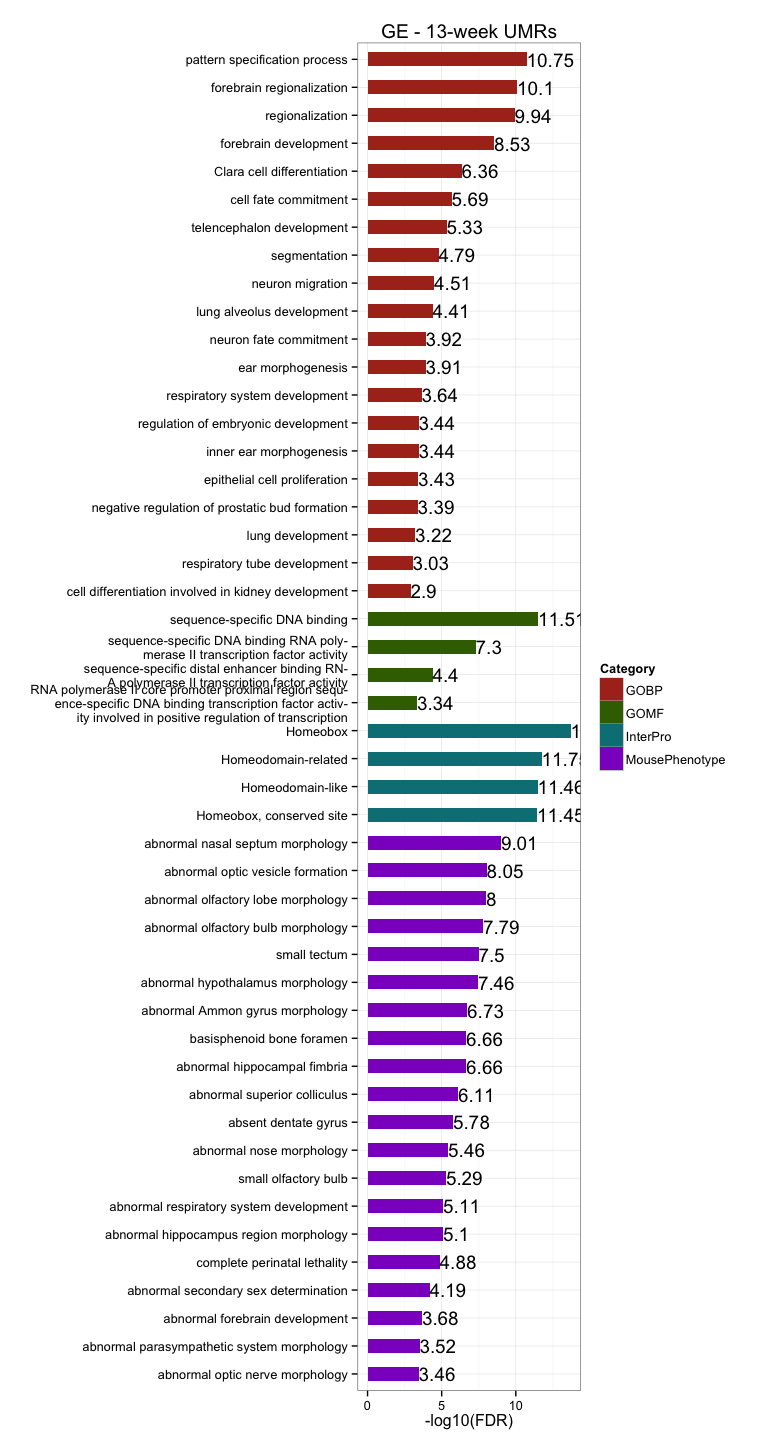 GE - 13-week UMRs
pattern specification process 10.75
forebrain regionalization 10.1
regionalization 9.94
forebrain development 8.53
Clara cell differentiation 6.36
cell fate commitment 5.69
telencephalon development 5.33
segmentation 4.79
neuron migration 4.51
lung alveolus development 4.41
neuron fate commitment 3.92
ear morphogenesis 3.91
respiratory system development 3.64
regulation of embryonic development 3.44
inner ear morphogenesis 3.44
epithelial cell proliferation 3.43
negative regulation of prostatic bud formation 3.39
lung development 3.22
respiratory tube development 3.03
cell differentiation involved in kidney development 2.9
sequence-specific DNA binding 11.51
sequence-specific DNA binding RNA poly-
merase II transcription factor activity 7.3
sequence-specific distal enhancer binding RN-
A polymerase II transcription factor activity 4.4
RNA polymerase II core promoter proximal region sequ-
ence-specific DNA binding transcription factor activ-
ity involved in positive regulation of transcription 3.34
Homeobox 1
Homeodomain-related 11.75
Homeodomain-like 11.46
Homeobox, conserved site 11.45
abnormal nasal septum morphology 9.01
abnormal optic vesicle formation 8.05
abnormal olfactory lobe morphology 8
abnormal olfactory bulb morphology 7.79
small tectum 7.5
abnormal hypothalamus morphology 7.46
abnormal Ammon gyrus morphology 6.73
basisphenoid bone foramen 6.66
abnormal hippocampal fimbria 6.66
abnormal superior colliculus 6.11
absent dentate gyrus 5.78
abnormal nose morphology 5.46
small olfactory bulb 5.29
abnormal respiratory system development 5.11
abnormal hippocampus region morphology 5.1
complete perinatal lethality 4.88
abnormal secondary sex determination 4.19
abnormal forebrain development 3.68
abnormal parasympathetic system morphology 3.52
abnormal optic nerve morphology 3.46
0 5 10
-log10(FDR)
Category
GOBP
GOMF
InterPro
MousePhenotype